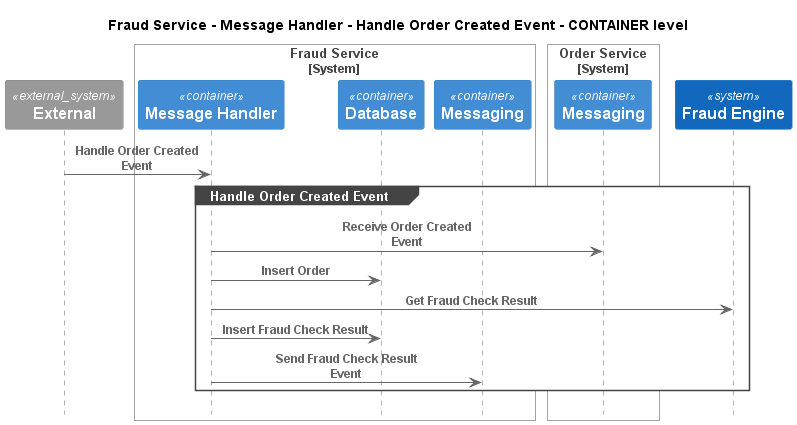 Fraud Service - Message Handler - Handle Order Created Event - CONTAINER level
Fraud Service
[System]
Order Service
[System]
«external_system»
External
«container»
Message Handler
«container»
Database
«container»
Messaging
«container»
Messaging
«system»
Fraud Engine
Handle Order Created
Event
Handle Order Created Event
Receive Order Created
Event
Insert Order
Get Fraud Check Result
Insert Fraud Check Result
Send Fraud Check Result
Event